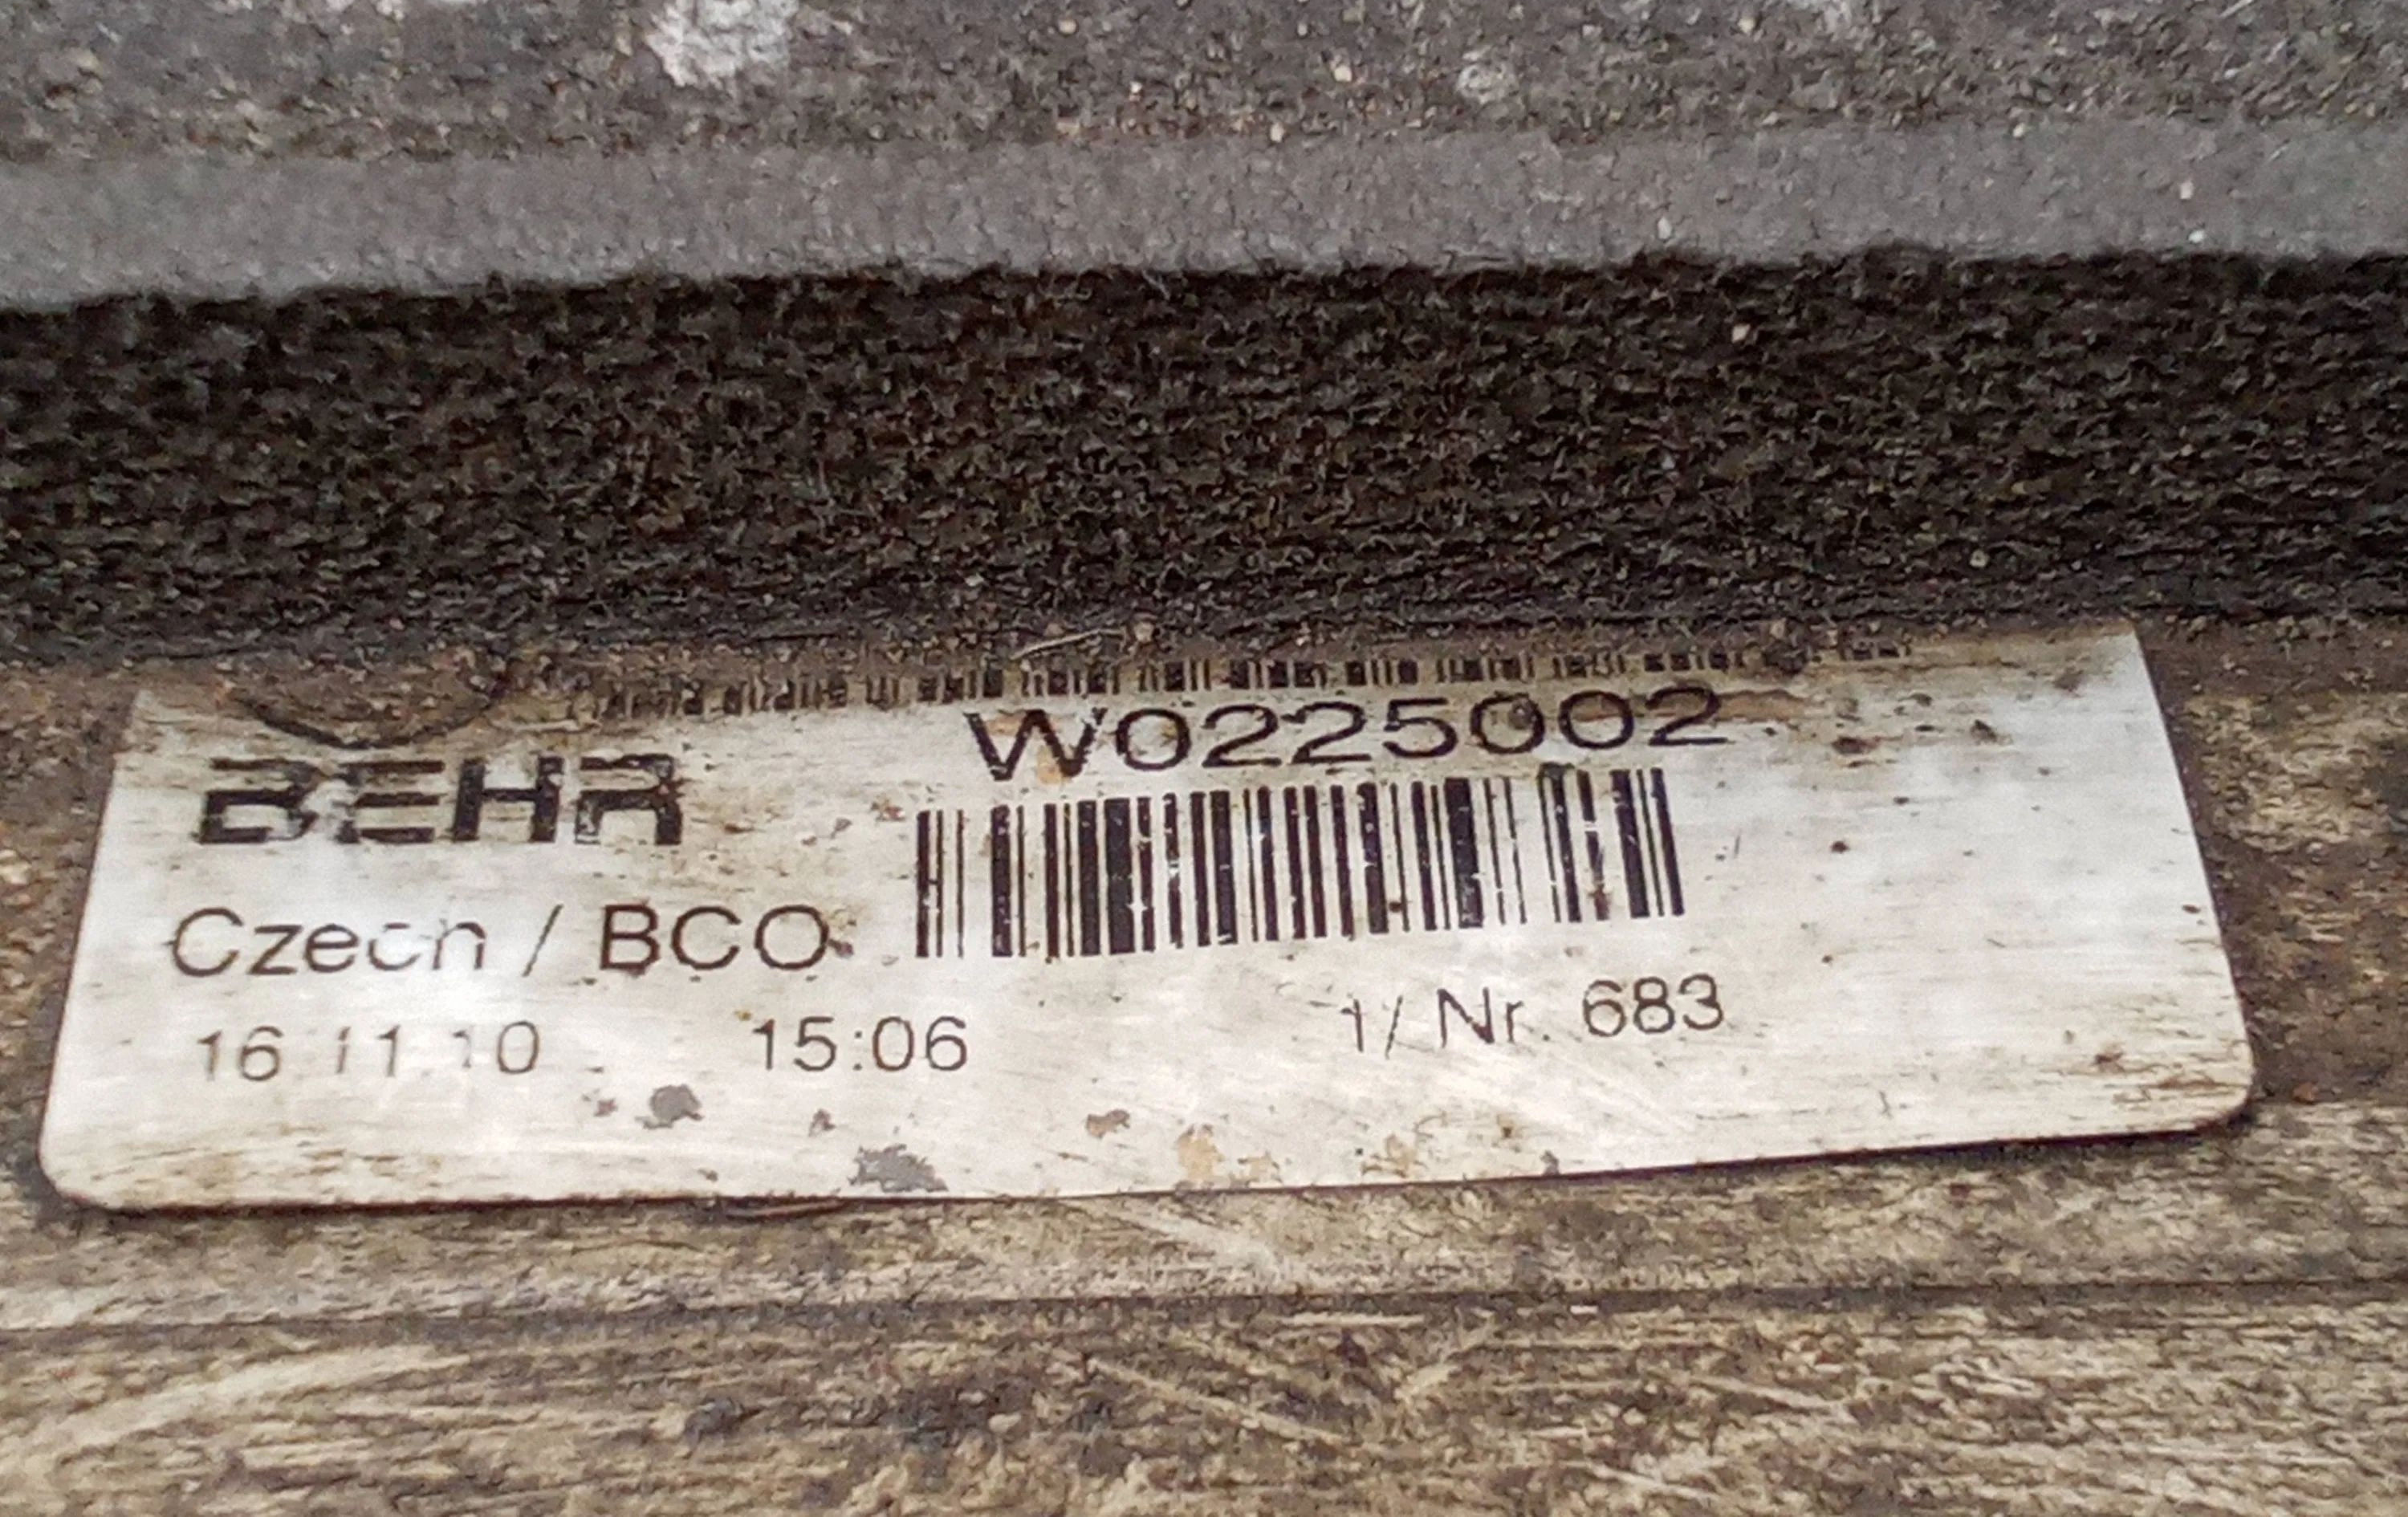 W0225002
BEHR
Czech / BCO
16.11.10 15:06 1/ Nr. 683